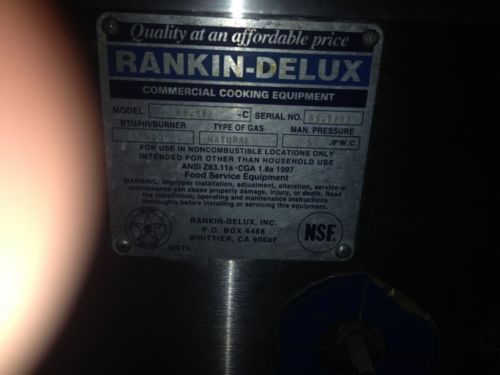 Quality at an affordable price
RANKIN-DELUX
COMMERCIAL COOKING EQUIPMENT
MODEL -C SERIAL NO.
BTU/HR/BURNER TYPE OF GAS MAN. PRESSURE
NATURAL "W.C.
FOR USE IN NONCOMBUSTIBLE LOCATIONS ONLY
INTENDED FOR OTHER THAN HOUSEHOLD USE
ANSI Z83.11a-CGA 1.8a 1997
Food Service Equipment
WARNING: Improper installation, adjustment, alteration, service or
maintenance can cause property damage, injury, or death. Read
the installation, operating and maintenance instructions
thoroughly before installing or servicing this equipment.
RANKIN-DELUX, INC.
P.O. BOX 4488
WHITTIER, CA 90607
NRTL
NSF